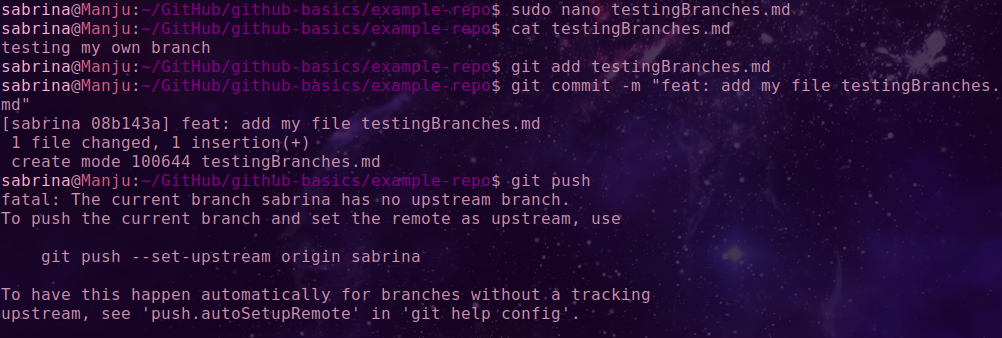 sabrina@Manju:~/GitHub/github-basics/example-repo$ sudo nano testingBranches.md
sabrina@Manju:~/GitHub/github-basics/example-repo$ cat testingBranches.md
testing my own branch
sabrina@Manju:~/GitHub/github-basics/example-repo$ git add testingBranches.md
sabrina@Manju:~/GitHub/github-basics/example-repo$ git commit -m "feat: add my file testingBranches.
md"
[sabrina 08b143a] feat: add my file testingBranches.md
 1 file changed, 1 insertion(+)
 create mode 100644 testingBranches.md
sabrina@Manju:~/GitHub/github-basics/example-repo$ git push
fatal: The current branch sabrina has no upstream branch.
To push the current branch and set the remote as upstream, use

    git push --set-upstream origin sabrina

To have this happen automatically for branches without a tracking
upstream, see 'push.autoSetupRemote' in 'git help config'.